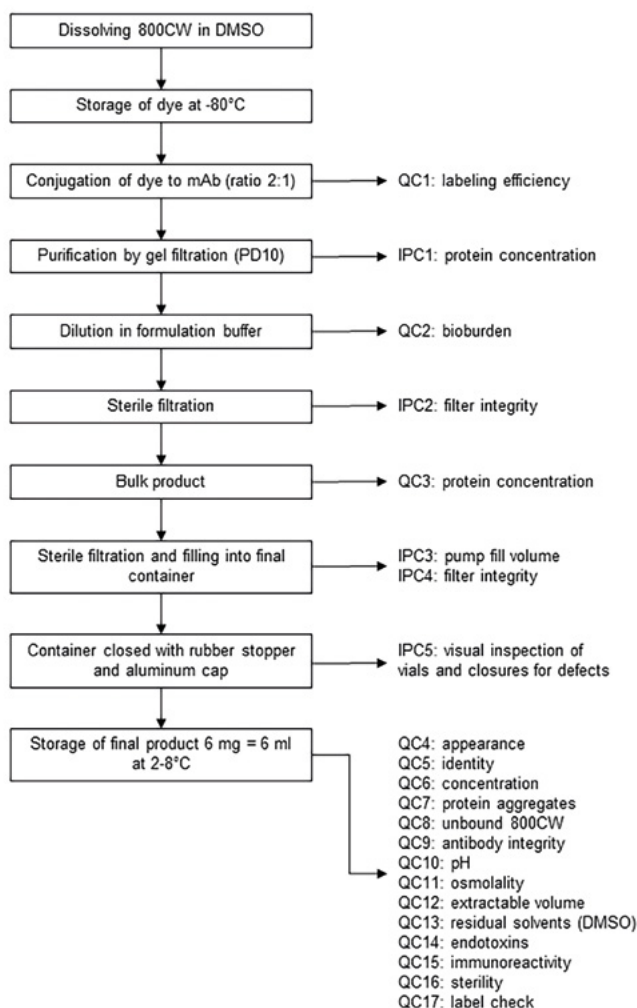 Dissolving 800CW in DMSO
Storage of dye at -80°C
Conjugation of dye to mAb (ratio 2:1)
QC1: labeling efficiency
Purification by gel filtration (PD10)
IPC1: protein concentration
Dilution in formulation buffer
QC2: bioburden
Sterile filtration
IPC2: filter integrity
Bulk product
QC3: protein concentration
Sterile filtration and filling into final
container
IPC3: pump fill volume
IPC4: filter integrity
Container closed with rubber stopper
and aluminum cap
IPC5: visual inspection of
vials and closures for defects
Storage of final product 6 mg = 6 ml
at 2-8°C
QC4: appearance
QC5: identity
QC6: concentration
QC7: protein aggregates
QC8: unbound 800CW
QC9: antibody integrity
QC10: pH
QC11: osmolality
QC12: extractable volume
QC13: residual solvents (DMSO)
QC14: endotoxins
QC15: immunoreactivity
QC16: sterility
QC17: label check